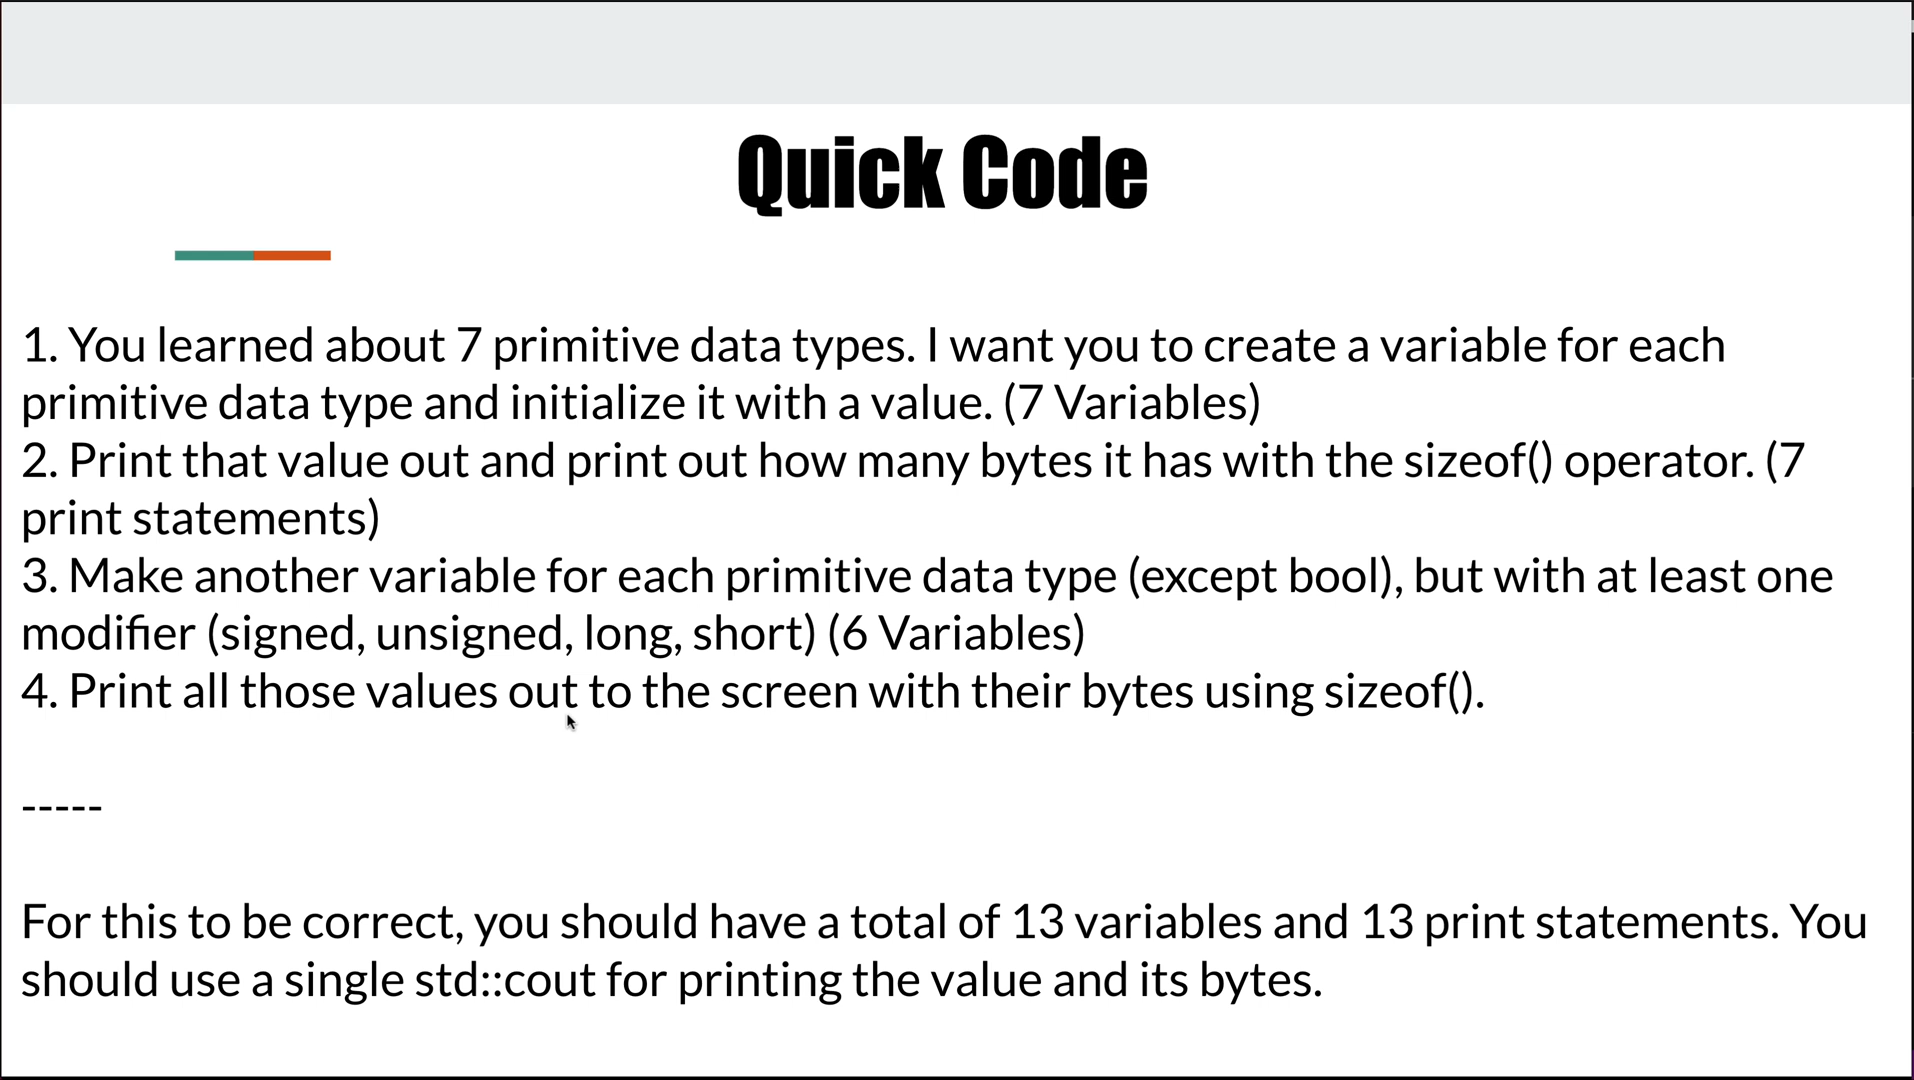 Quick Code
1. You learned about 7 primitive data types. I want you to create a variable for each
primitive data type and initialize it with a value. (7 Variables)
2. Print that value out and print out how many bytes it has with the sizeof() operator. (7
print statements)
3. Make another variable for each primitive data type (except bool), but with at least one
modifier (signed, unsigned, long, short) (6 Variables)
4. Print all those values out to the screen with their bytes using sizeof().
-----
For this to be correct, you should have a total of 13 variables and 13 print statements. You
should use a single std::cout for printing the value and its bytes.